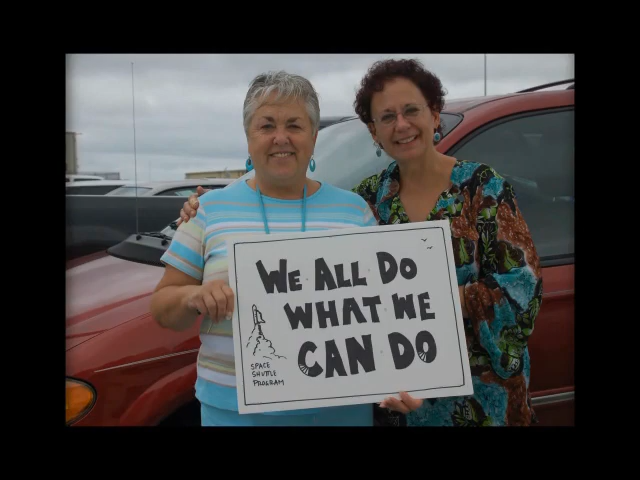 WE ALL DO
WHAT WE
CAN DO
SPACE
SHUTTLE
PROGRAM